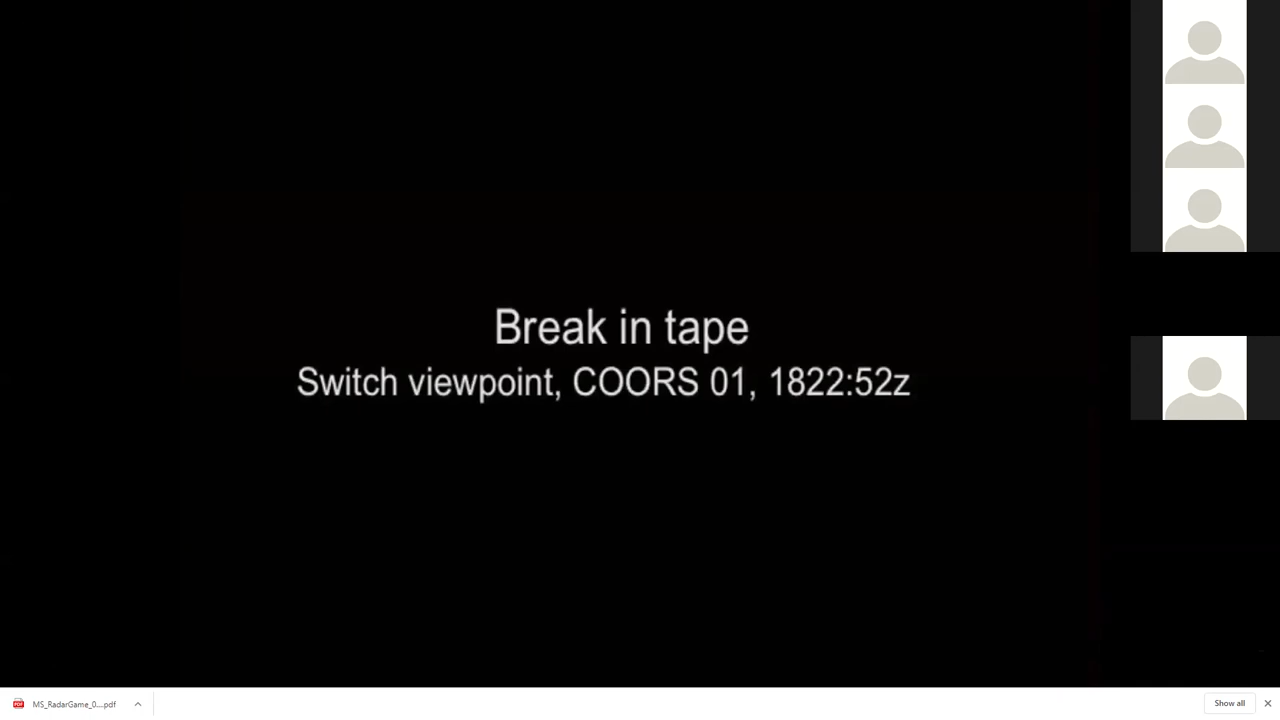 Break in tape
Switch viewpoint, COORS 01, 1822:52z
MS_RadarGame_0....pdf
Show all